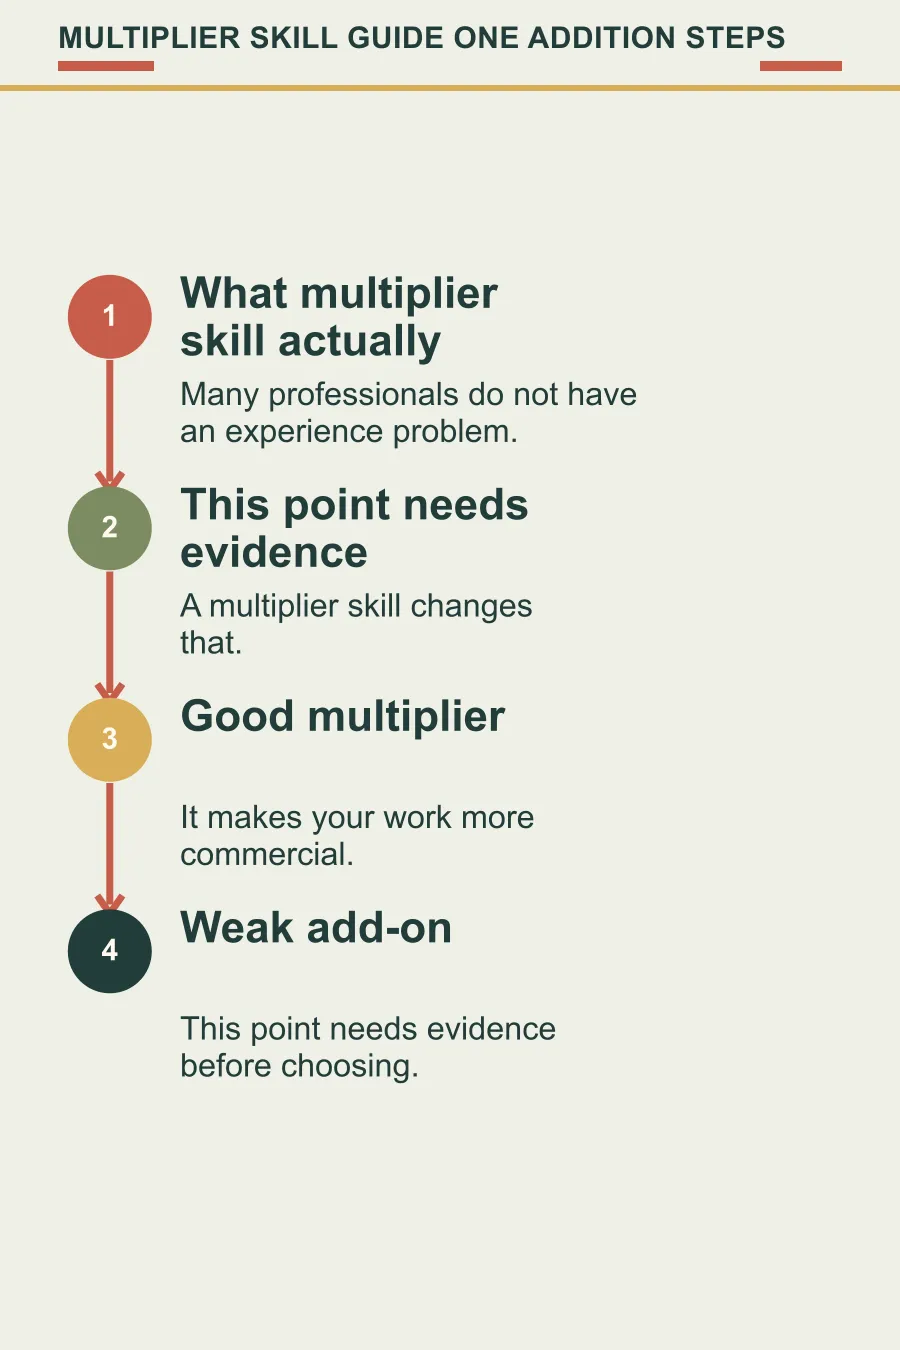 MULTIPLIER SKILL GUIDE ONE ADDITION STEPS
1
What multiplier
skill actually
Many professionals do not have
an experience problem.
2
This point needs
evidence
A multiplier skill changes
that.
3
Good multiplier
It makes your work more
commercial.
4
Weak add-on
This point needs evidence
before choosing.